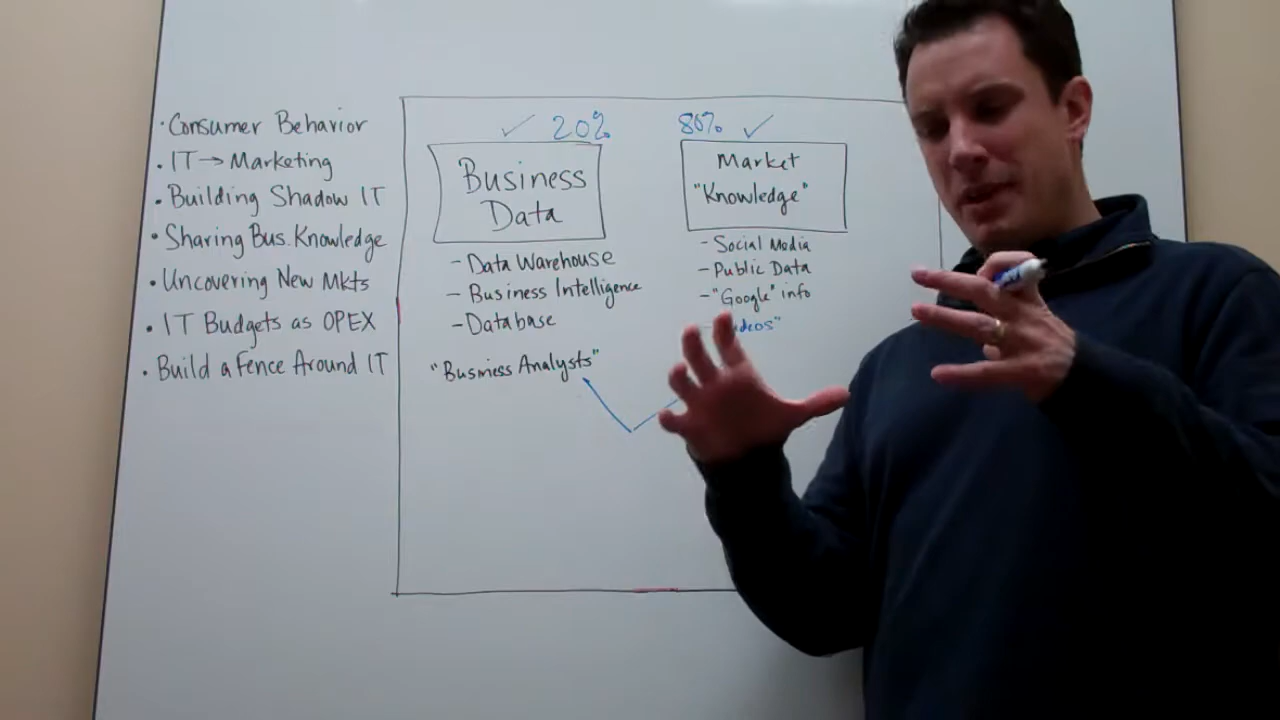 · Consumer Behavior
· IT → Marketing
· Building Shadow IT
· Sharing Bus. Knowledge
· Uncovering New Mkts
· IT Budgets as OPEX
· Build a Fence Around IT
✓ 20%
Business
Data
- Data Warehouse
- Business Intelligence
- Database
"Business Analysts"
80% ✓
Market
"Knowledge"
- Social Media
- Public Data
- "Google" info